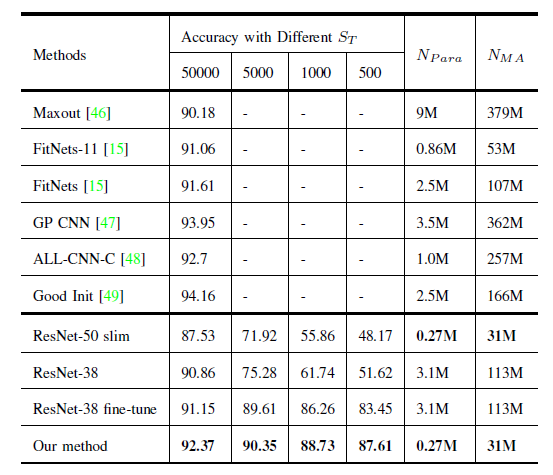 Methods Accuracy with Different S_T N_Para N_MA
50000 5000 1000 500
Maxout [46] 90.18 - - - 9M 379M
FitNets-11 [15] 91.06 - - - 0.86M 53M
FitNets [15] 91.61 - - - 2.5M 107M
GP CNN [47] 93.95 - - - 3.5M 362M
ALL-CNN-C [48] 92.7 - - - 1.0M 257M
Good Init [49] 94.16 - - - 2.5M 166M
ResNet-50 slim 87.53 71.92 55.86 48.17 0.27M 31M
ResNet-38 90.86 75.28 61.74 51.62 3.1M 113M
ResNet-38 fine-tune 91.15 89.61 86.26 83.45 3.1M 113M
Our method 92.37 90.35 88.73 87.61 0.27M 31M